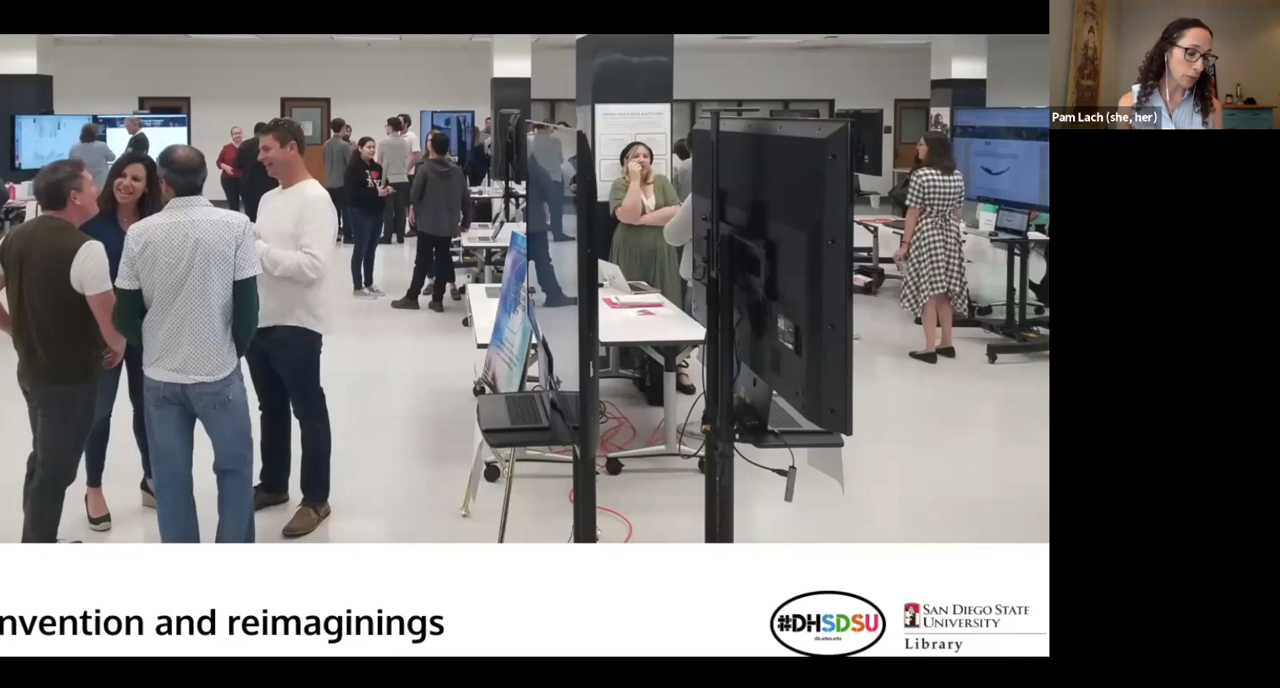 Pam Lach (she, her)
nvention and reimaginings
#DHSDSU
SAN DIEGO STATE
UNIVERSITY
Library